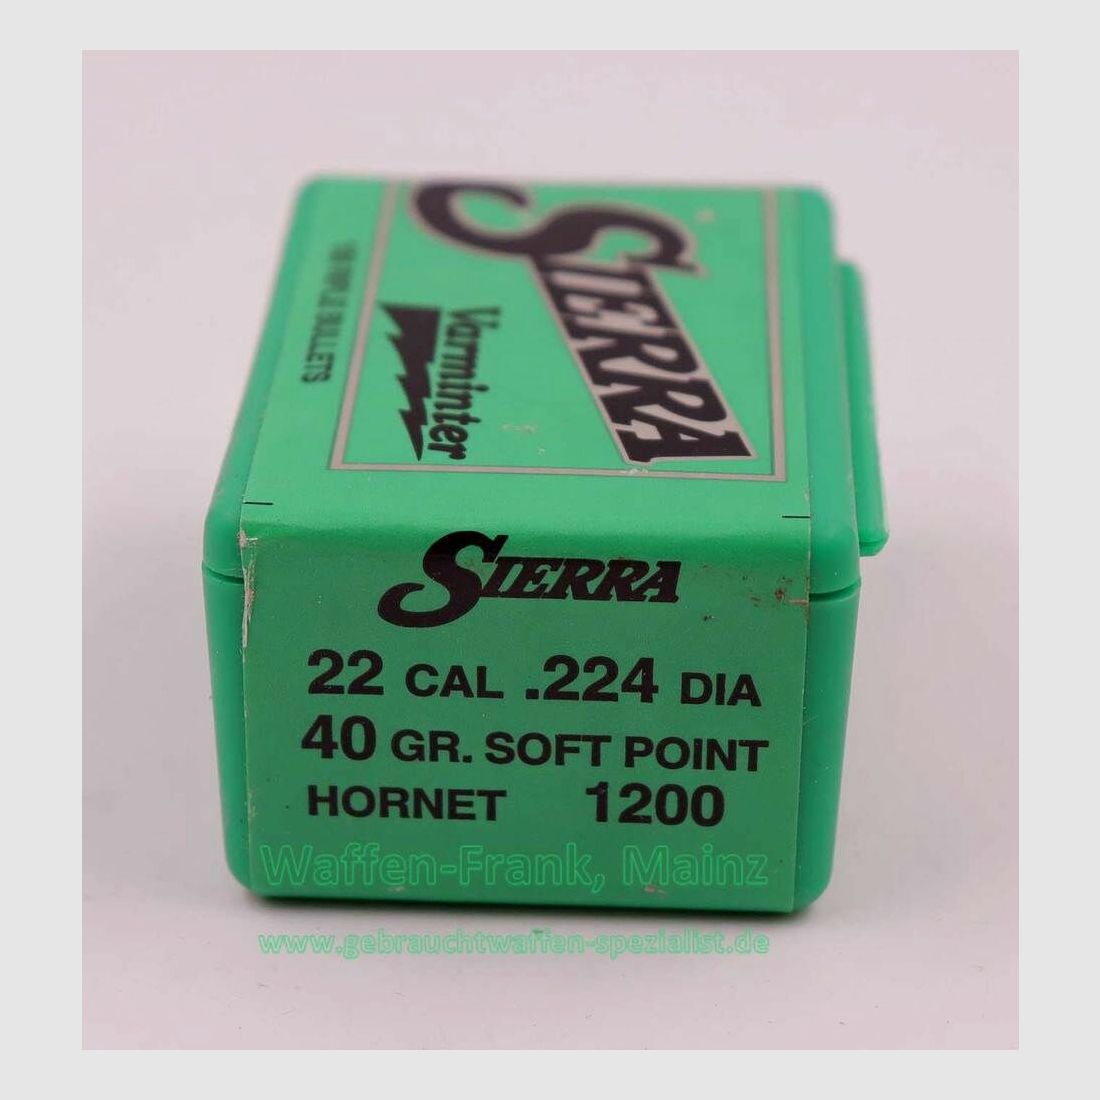 SIERRA
Varminter
BULLETS
SIERRA
22 CAL .224 DIA
40 GR. SOFT POINT
HORNET 1200
Waffen-Frank, Mainz
www.gebrauchtwaffen-spezialist.de